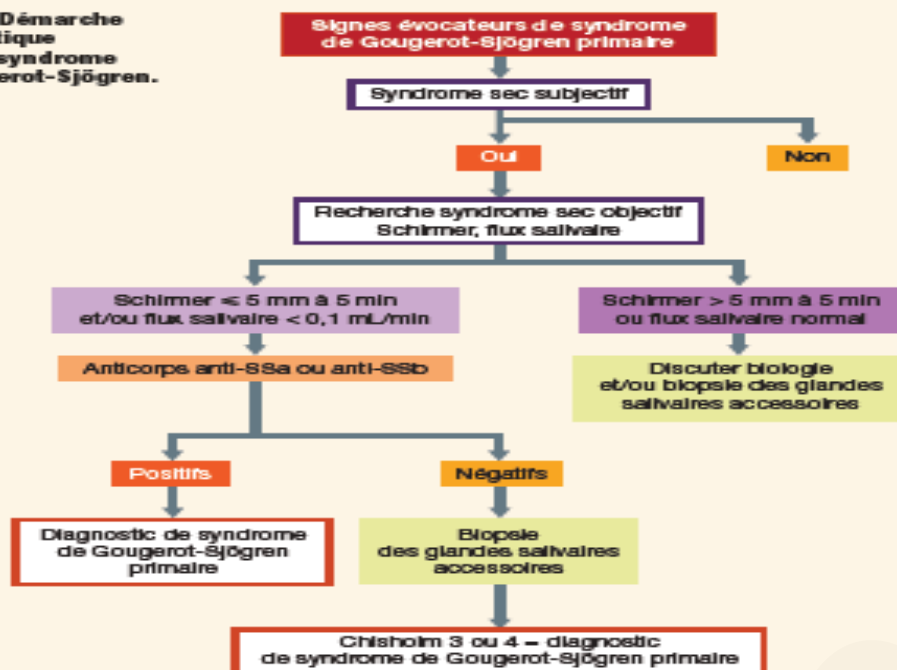 Démarche
tique
syndrome
erot-Sjögren.
Signes évocateurs de syndrome
de Gougerot-Sjögren primaire
Syndrome sec subjectif
Oui
Non
Recherche syndrome sec objectif
Schirmer, flux salivaire
Schirmer ≤ 5 mm à 5 min
et/ou flux salivaire < 0,1 mL/min
Schirmer > 5 mm à 5 min
ou flux salivaire normal
Anticorps anti-SSa ou anti-SSb
Discuter biologie
et/ou biopsie des glandes
salivaires accessoires
Positifs
Négatifs
Diagnostic de syndrome
de Gougerot-Sjögren
primaire
Biopsie
des glandes salivaires
accessoires
Chisholm 3 ou 4 = diagnostic
de syndrome de Gougerot-Sjögren primaire